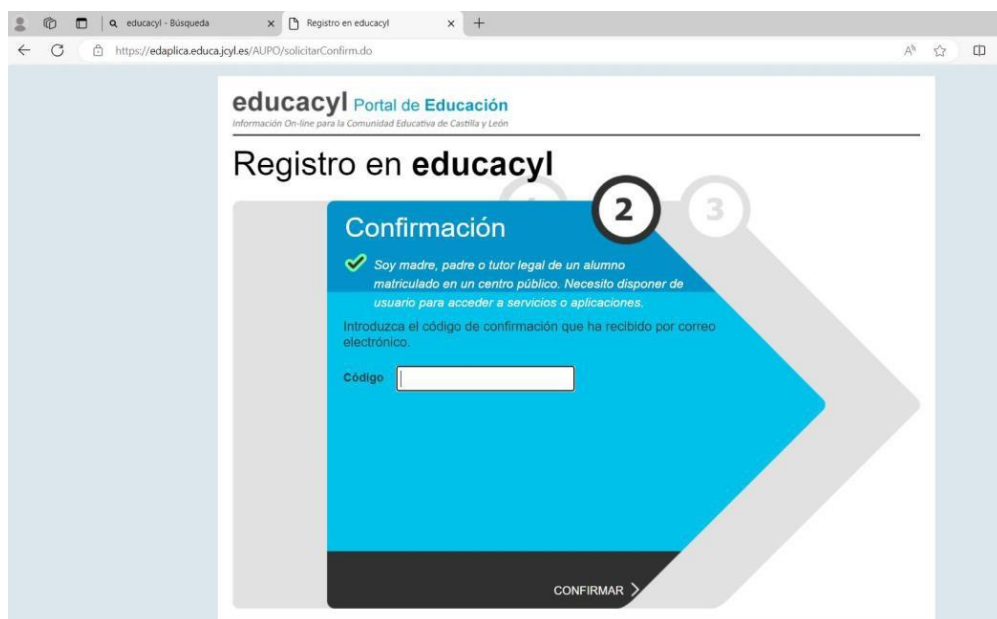 educacyl - Búsqueda
Registro en educacyl
https://edaplica.educa.jcyl.es/AUPO/solicitarConfirm.do
educacyl Portal de Educación
Información On-line para la Comunidad Educativa de Castilla y León
Registro en educacyl
2
3
Confirmación
Soy madre, padre o tutor legal de un alumno
matriculado en un centro público. Necesito disponer de
usuario para acceder a servicios o aplicaciones.
Introduzca el código de confirmación que ha recibido por correo
electrónico.
Código
CONFIRMAR